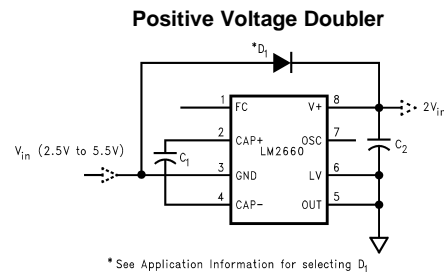 Positive Voltage Doubler
*D1
1 FC V+ 8 2Vin
2 CAP+ OSC 7
LM2660
Vin (2.5V to 5.5V) C1 C2
3 GND LV 6
4 CAP- OUT 5
* See Application Information for selecting D1